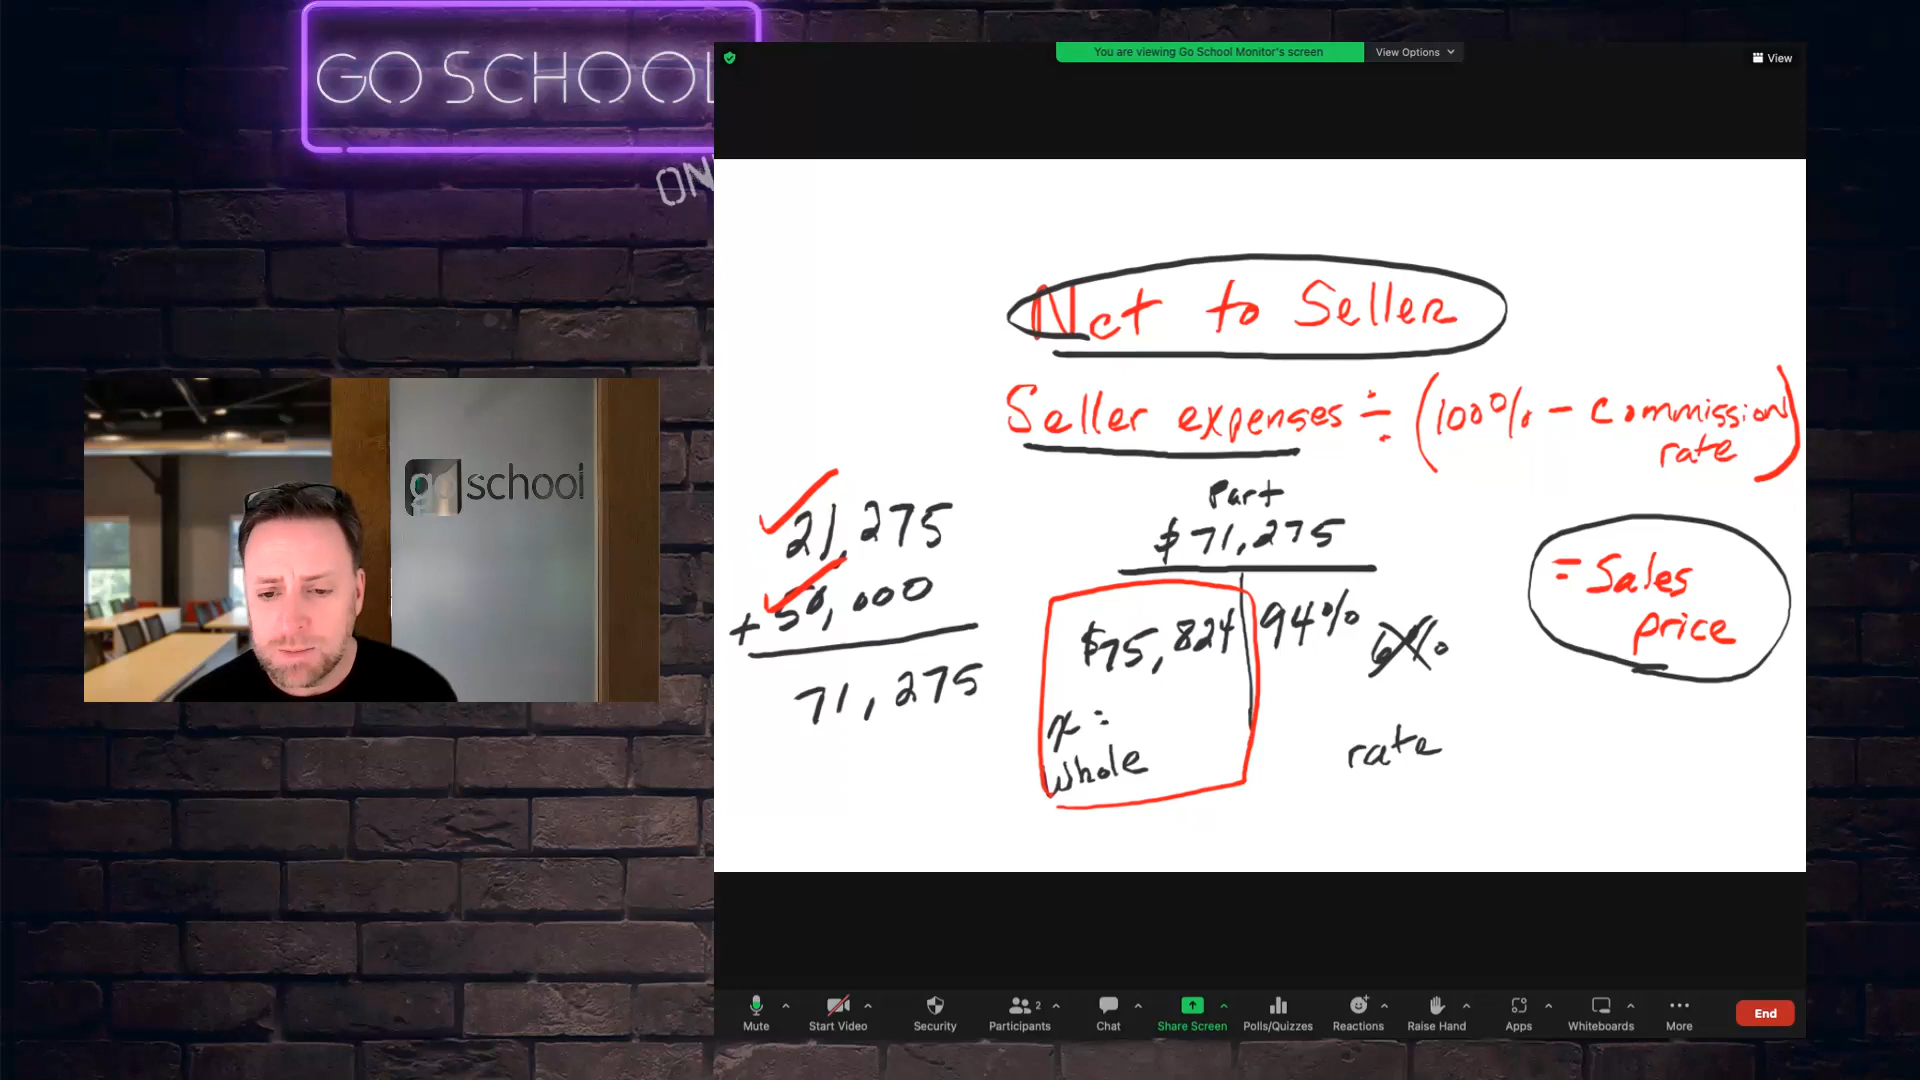 GO SCHOOL
ON
You are viewing Go School Monitor's screen
View Options
View
go school
Net to Seller
Seller expenses ÷ (100% - commission rate)
= Sales
price
21,275
+ 50,000
71,275
Part
$71,275
$75,824
94%
6%
x =
whole
rate
Mute
Start Video
Security
Participants
2
Chat
Share Screen
Polls/Quizzes
Reactions
Raise Hand
Apps
Whiteboards
More
End